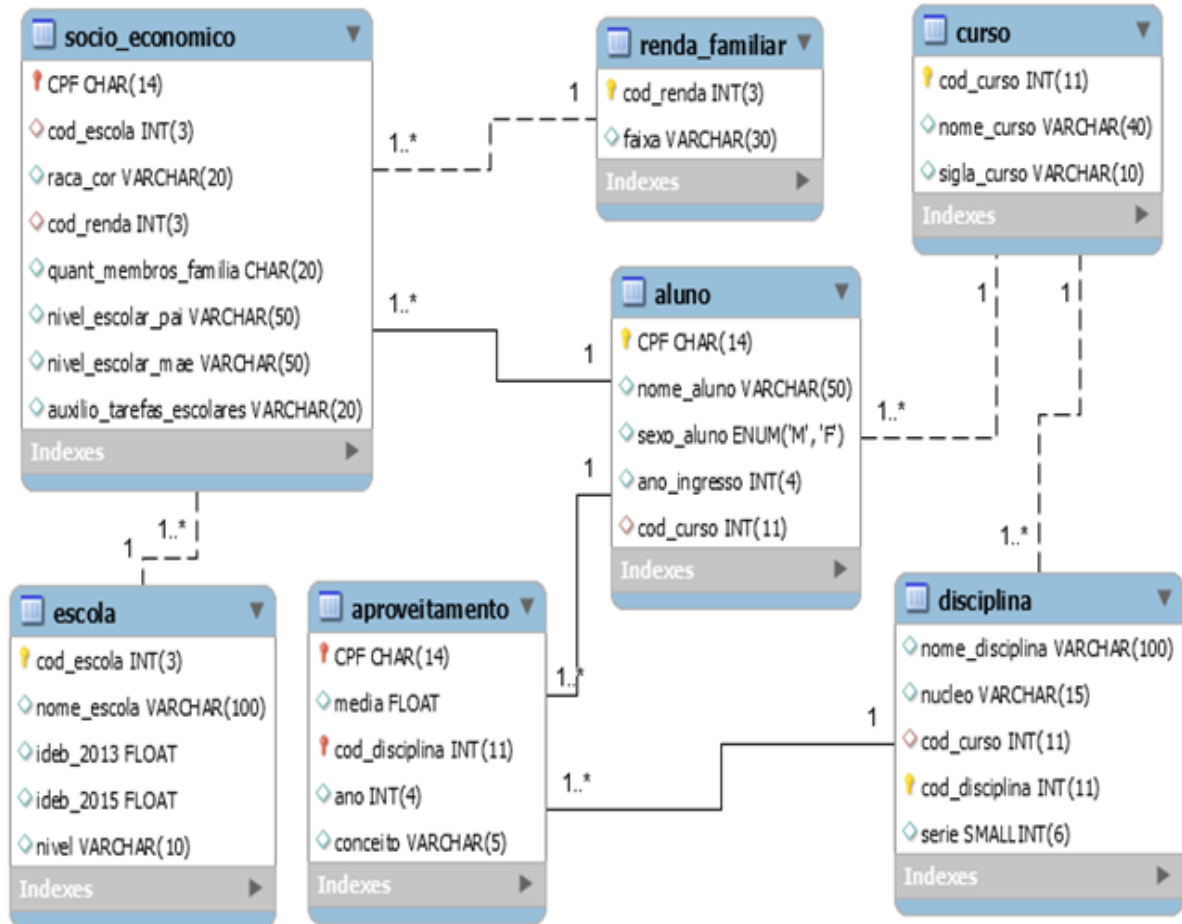 socio_economico
CPF CHAR(14)
cod_escola INT(3)
raca_cor VARCHAR(20)
cod_renda INT(3)
quant_membros_familia CHAR(20)
nivel_escolar_pai VARCHAR(50)
nivel_escolar_mae VARCHAR(50)
auxilio_tarefas_escolares VARCHAR(20)
Indexes
1..*
1
renda_familiar
cod_renda INT(3)
faixa VARCHAR(30)
Indexes
curso
cod_curso INT(11)
nome_curso VARCHAR(40)
sigla_curso VARCHAR(10)
Indexes
1
1
1..*
1
aluno
CPF CHAR(14)
nome_aluno VARCHAR(50)
sexo_aluno ENUM('M','F')
ano_ingresso INT(4)
cod_curso INT(11)
Indexes
1..*
1
1..*
1..*
1
escola
cod_escola INT(3)
nome_escola VARCHAR(100)
ideb_2013 FLOAT
ideb_2015 FLOAT
nivel VARCHAR(10)
Indexes
aproveitamento
CPF CHAR(14)
media FLOAT
cod_disciplina INT(11)
ano INT(4)
conceito VARCHAR(5)
Indexes
1..*
1..*
1
disciplina
nome_disciplina VARCHAR(100)
nucleo VARCHAR(15)
cod_curso INT(11)
cod_disciplina INT(11)
serie SMALLINT(6)
Indexes